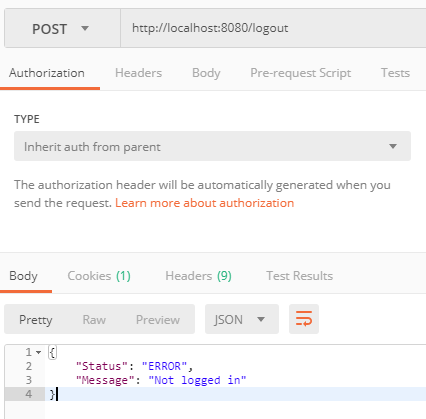 POST http://localhost:8080/logout
Authorization Headers Body Pre-request Script Tests
TYPE
Inherit auth from parent
The authorization header will be automatically generated when you
send the request. Learn more about authorization
Body Cookies (1) Headers (9) Test Results
Pretty Raw Preview JSON
1 {
2 "Status": "ERROR",
3 "Message": "Not logged in"
4 }